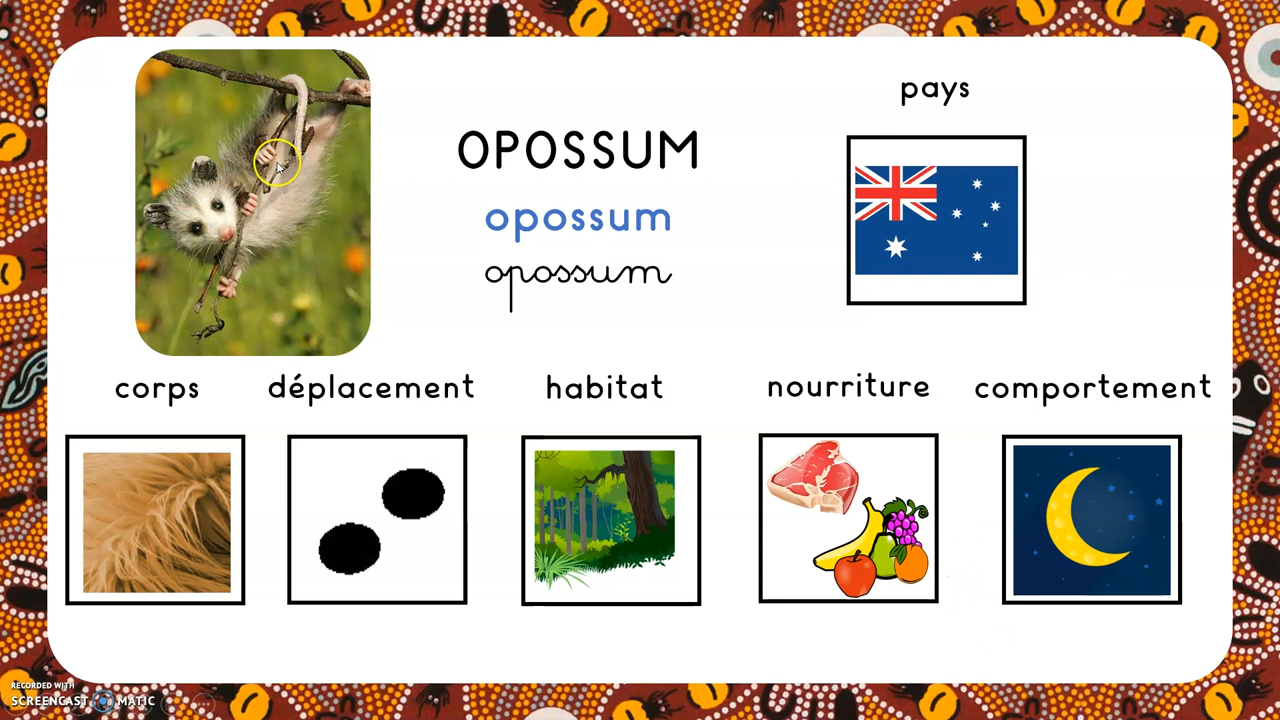 pays
OPOSSUM
opossum
opossum
corps
déplacement
habitat
nourriture
comportement
RECORDED WITH
SCREENCAST MATIC